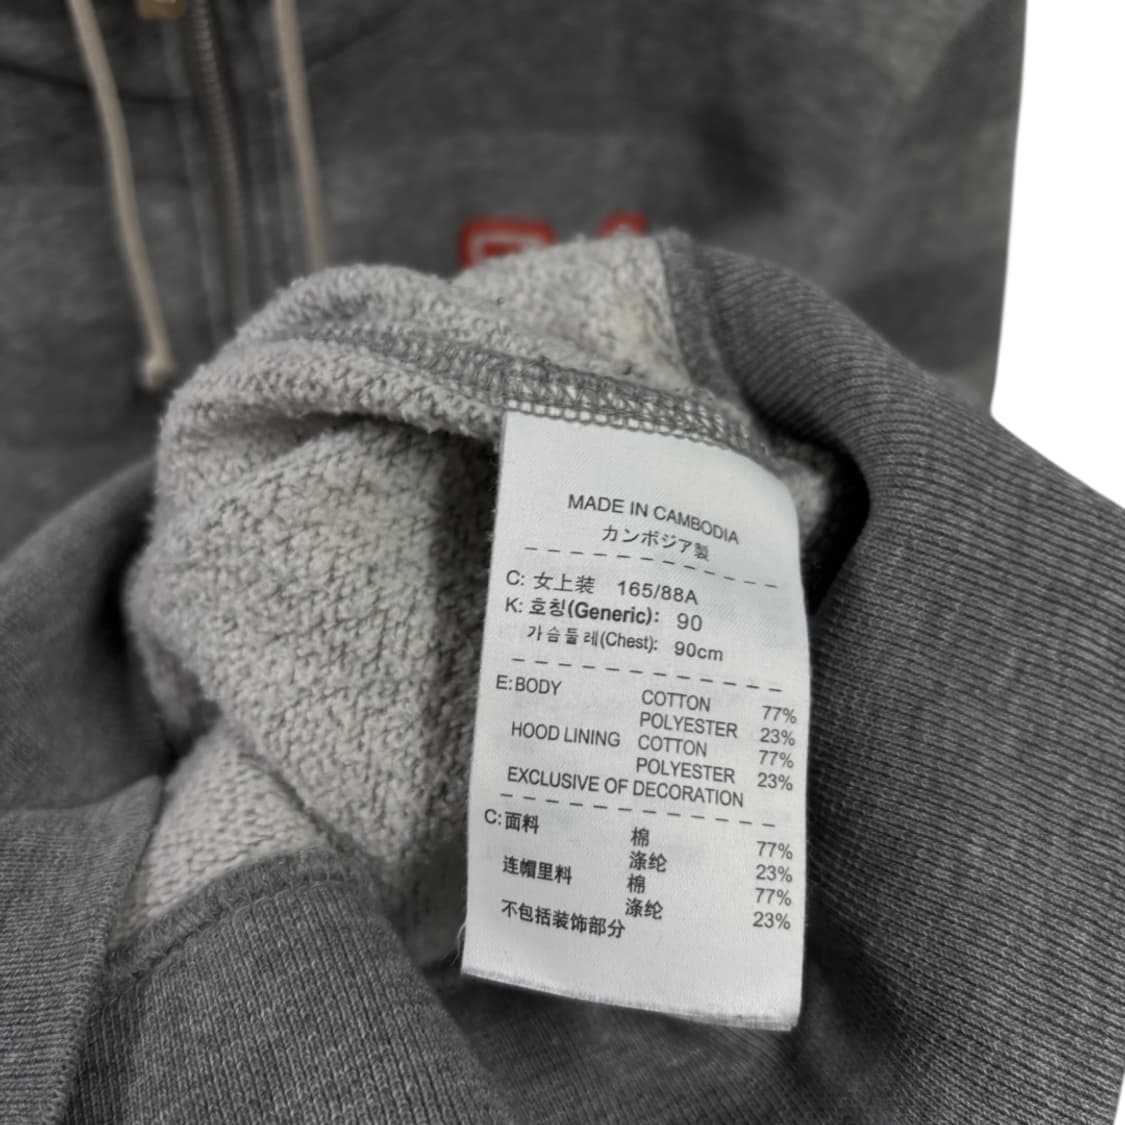 MADE IN CAMBODIA
カンボジア製
C: 女上装 165/88A
K: 호칭(Generic): 90
가슴둘레(Chest): 90cm
E: BODY COTTON 77%
POLYESTER 23%
HOOD LINING COTTON 77%
POLYESTER 23%
EXCLUSIVE OF DECORATION
C: 面料 棉 77%
涤纶 23%
连帽里料 棉 77%
涤纶 23%
不包括装饰部分